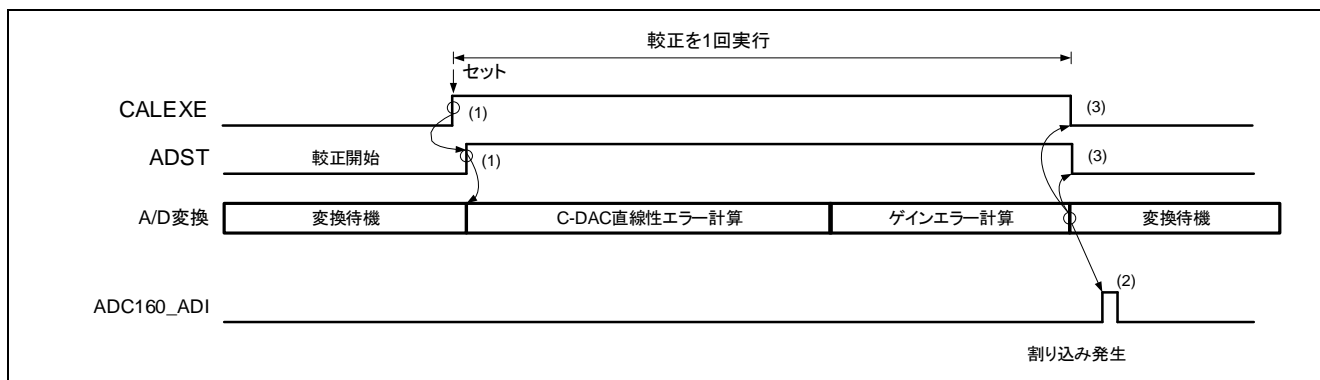 較正を1回実行
セット
CALEXE
(1)
(3)
ADST
較正開始
(1)
(3)
A/D変換
変換待機
C-DAC直線性エラー計算
ゲインエラー計算
変換待機
ADC160_ADI
(2)
割り込み発生